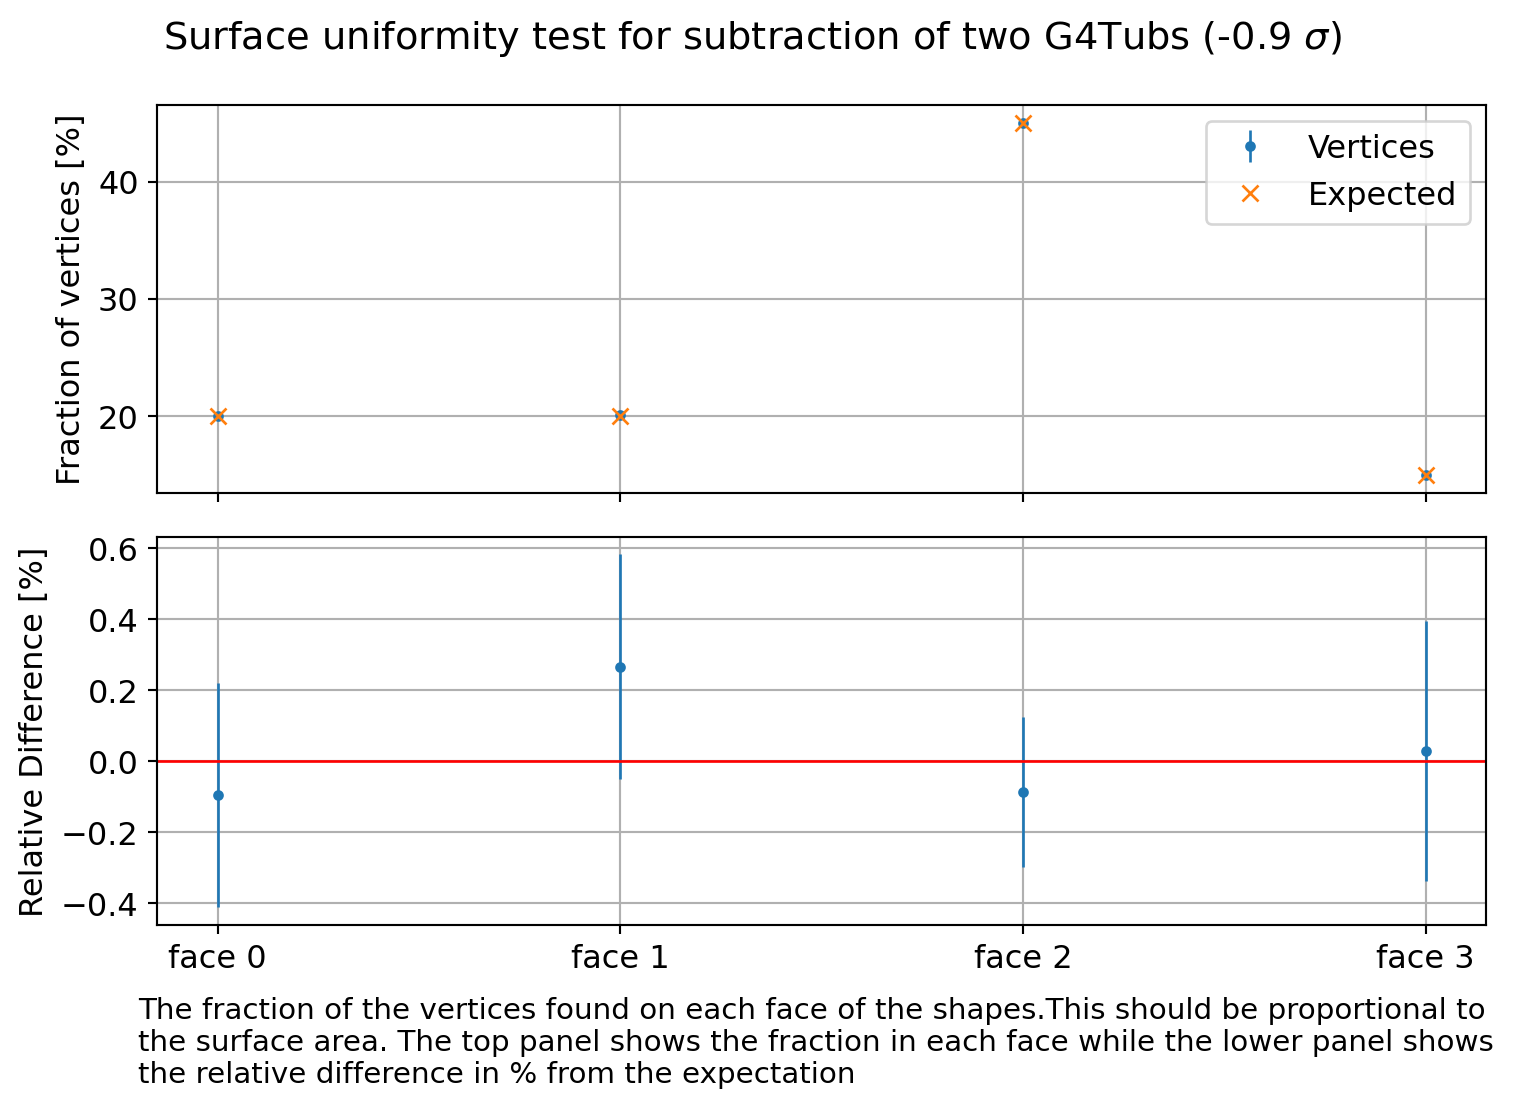 Surface uniformity test for subtraction of two G4Tubs (-0.9 σ)
Fraction of vertices [%]
40
30
20
Vertices
Expected
Relative Difference [%]
0.6
0.4
0.2
0.0
−0.2
−0.4
face 0
face 1
face 2
face 3
The fraction of the vertices found on each face of the shapes.This should be proportional to
the surface area. The top panel shows the fraction in each face while the lower panel shows
the relative difference in % from the expectation